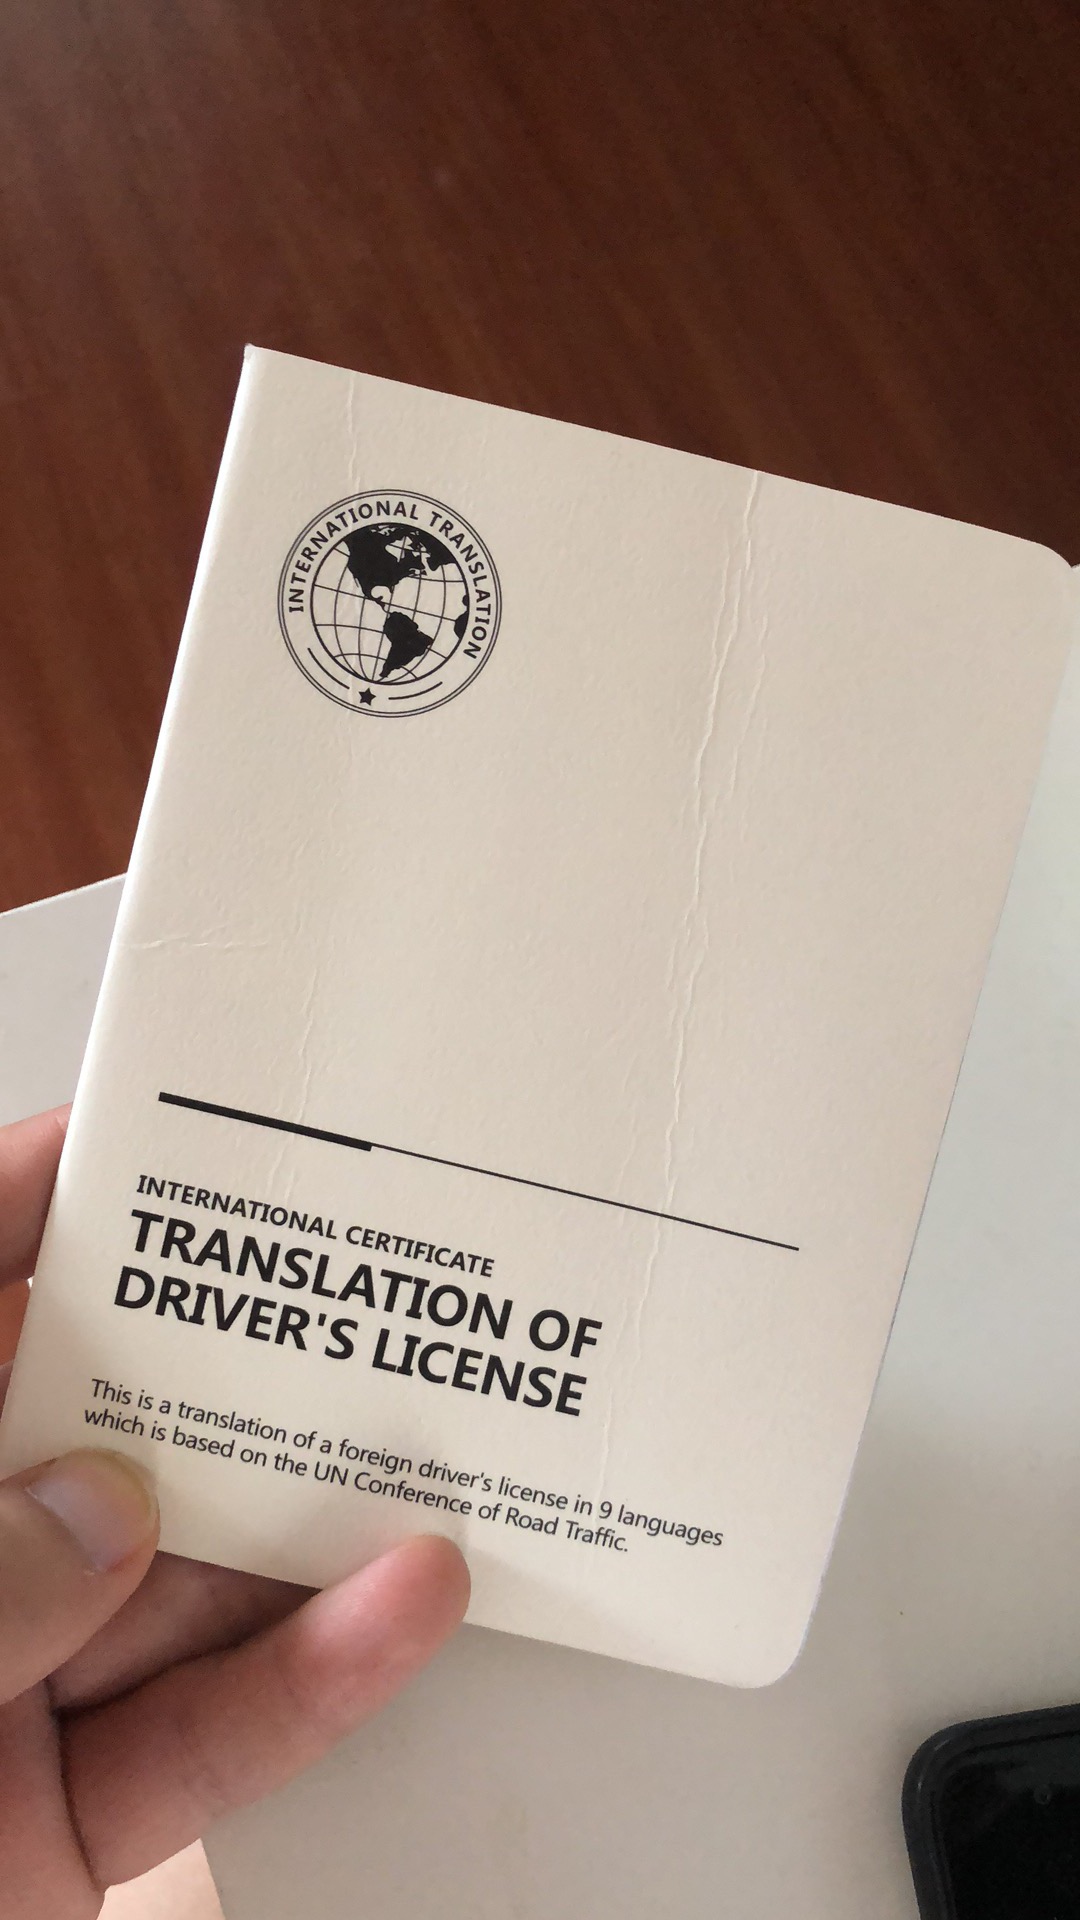 INTERNATIONAL TRANSLATION
INTERNATIONAL CERTIFICATE
TRANSLATION OF
DRIVER'S LICENSE
This is a translation of a foreign driver's license in 9 languages
which is based on the UN Conference of Road Traffic.